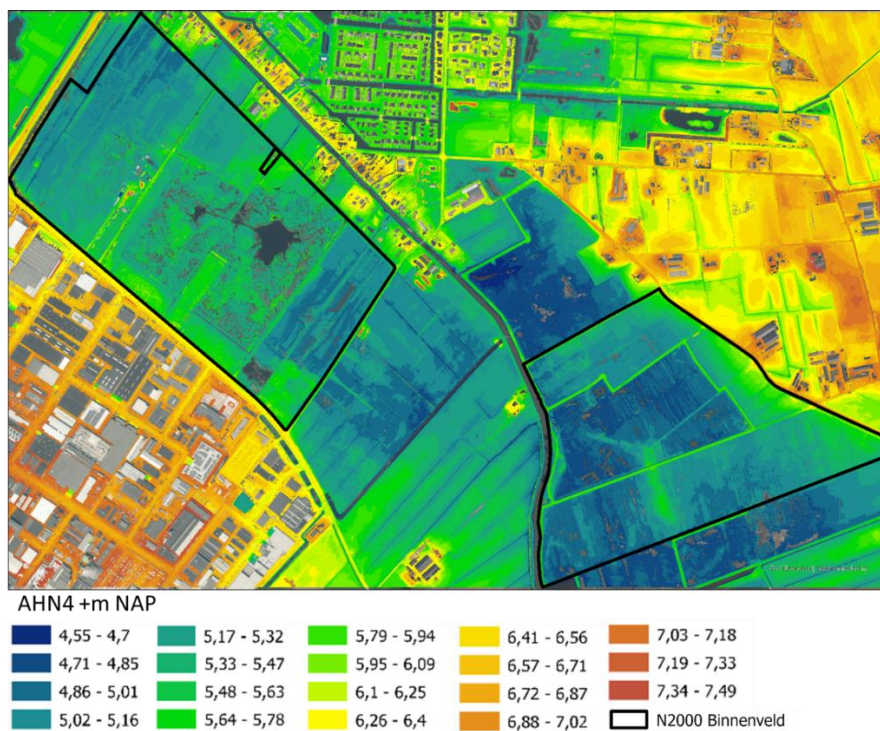 AHN4 +m NAP
4,55 - 4,7
4,71 - 4,85
4,86 - 5,01
5,02 - 5,16
5,17 - 5,32
5,33 - 5,47
5,48 - 5,63
5,64 - 5,78
5,79 - 5,94
5,95 - 6,09
6,1 - 6,25
6,26 - 6,4
6,41 - 6,56
6,57 - 6,71
6,72 - 6,87
6,88 - 7,02
7,03 - 7,18
7,19 - 7,33
7,34 - 7,49
N2000 Binnenveld